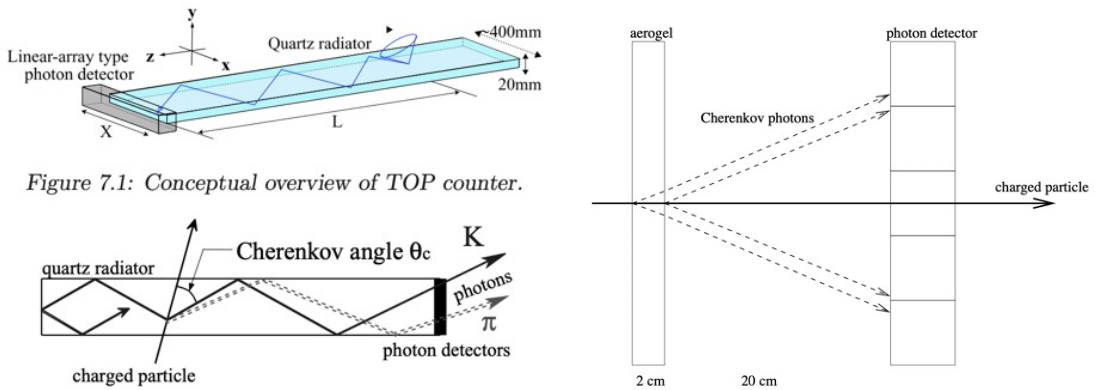 y
z
x
Quartz radiator
~400mm
20mm
Linear-array type
photon detector
X
L
Figure 7.1: Conceptual overview of TOP counter.
quartz radiator
Cherenkov angle θc
K
photons
π
photon detectors
charged particle
aerogel
photon detector
Cherenkov photons
charged particle
2 cm
20 cm